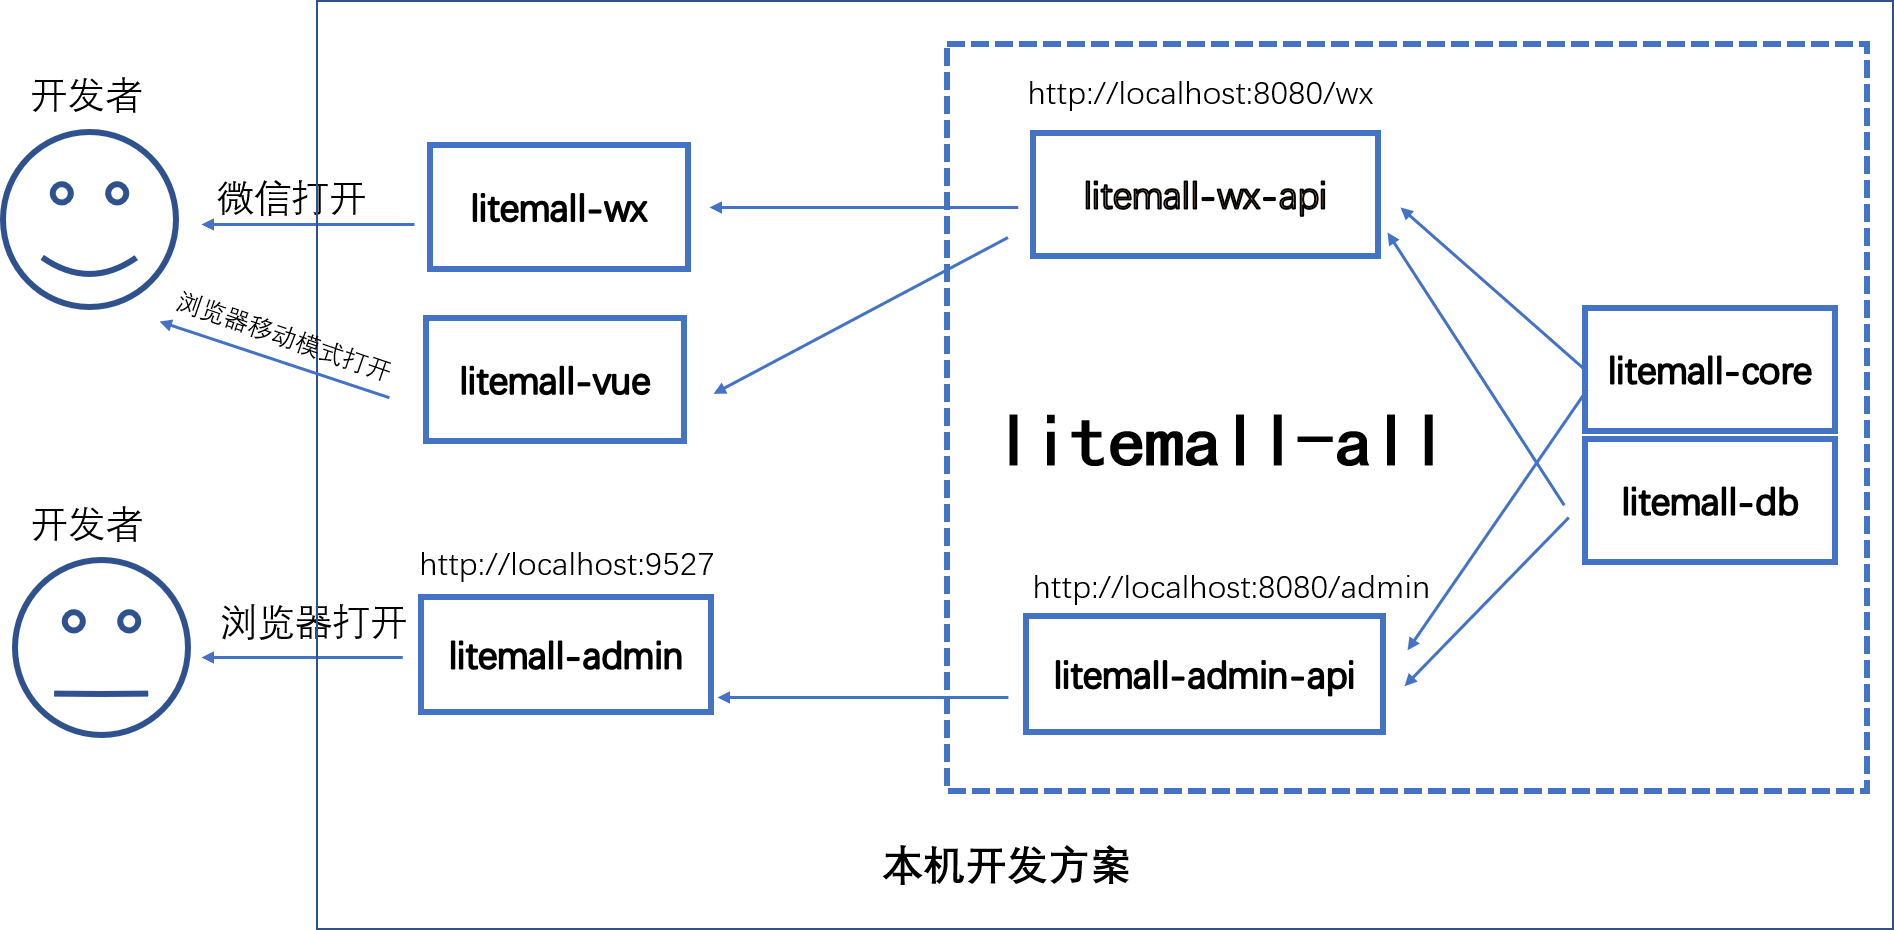 开发者
微信打开
浏览器移动模式打开
litemall-wx
litemall-vue
http://localhost:8080/wx
litemall-wx-api
litemall-core
litemall-db
litemall-all
开发者
浏览器打开
http://localhost:9527
litemall-admin
http://localhost:8080/admin
litemall-admin-api
本机开发方案